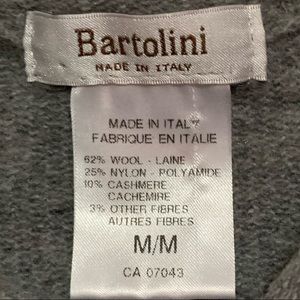 Bartolini
MADE IN ITALY
MADE IN ITALY
FABRIQUE EN ITALIE
62% WOOL - LAINE
25% NYLON - POLYAMIDE
10% CASHMERE
CACHEMIRE
3% OTHER FIBRES
AUTRES FIBRES
M/M
CA 07043